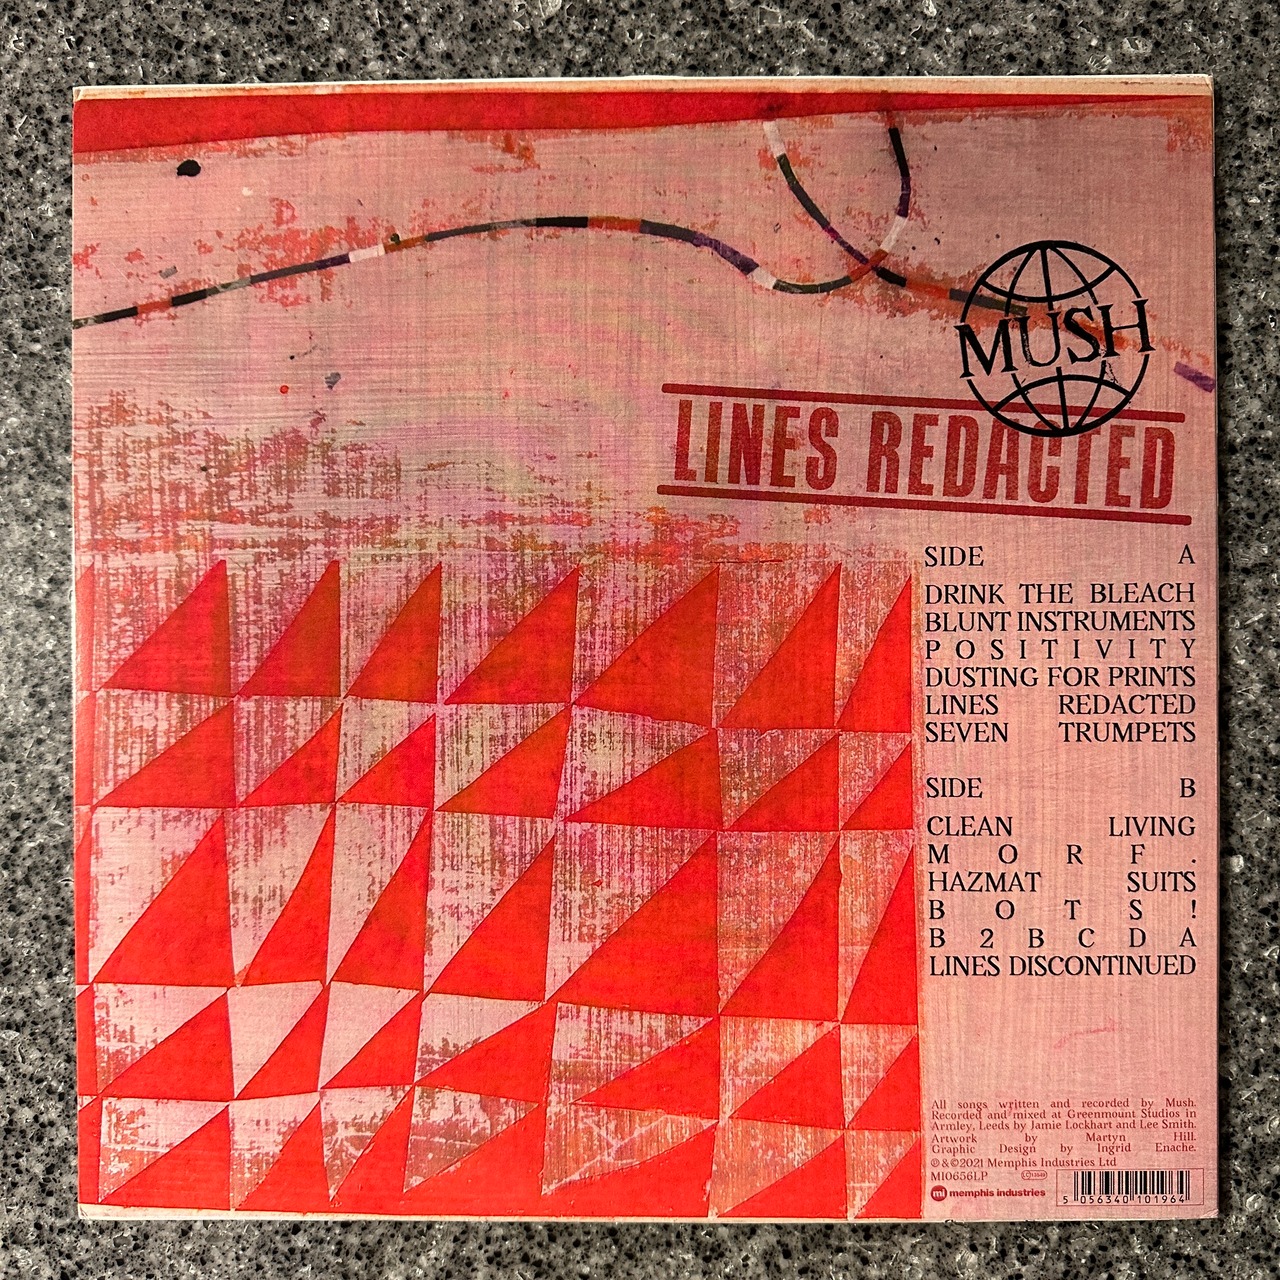 MUSH
LINES REDACTED
SIDE A
DRINK THE BLEACH
BLUNT INSTRUMENTS
POSITIVITY
DUSTING FOR PRINTS
LINES REDACTED
SEVEN TRUMPETS
SIDE B
CLEAN LIVING
MORF.
HAZMAT SUITS
BOTS!
B2BCDA
LINES DISCONTINUED
All songs written and recorded by Mush.
Recorded and mixed at Greenmount Studios in
Armley, Leeds by Jamie Lockhart and Lee Smith.
Artwork by Martyn Hill.
Graphic Design by Ingrid Enache.
℗&©2021 Memphis Industries Ltd
MI0656LP
mi memphis industries
5 056340 101964